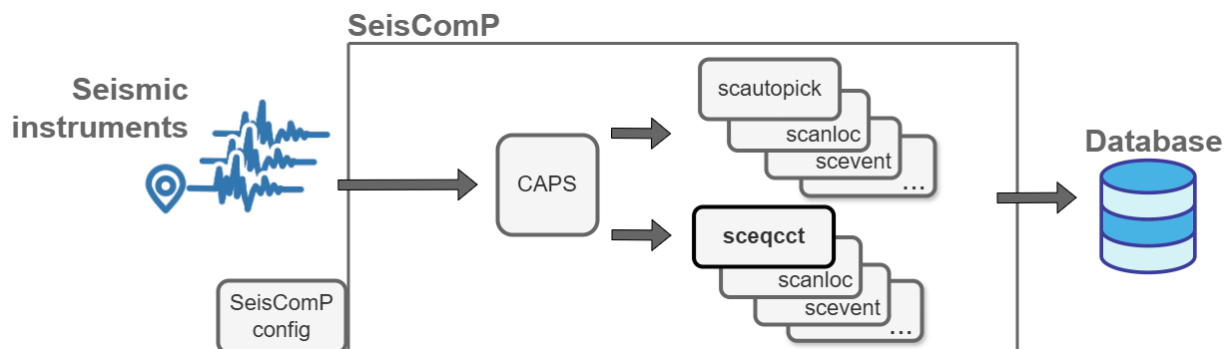 SeisComP
Seismic
instruments
CAPS
scautopick
scanloc
scevent
...
sceqcct
scanloc
scevent
...
Database
SeisComP
config